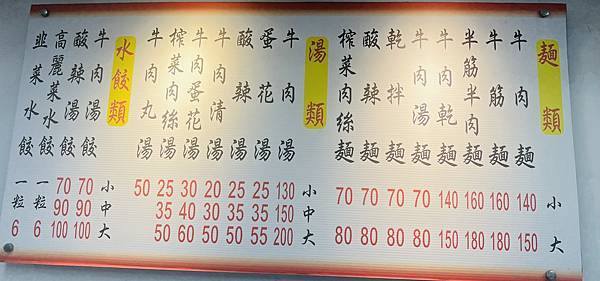 麵類
牛肉麵
牛筋麵
半筋半肉麵
牛肉乾麵
牛肉湯麵
乾拌麵
酸辣麵
榨菜肉絲麵
70 70 70 70 140 160 160 140 小
80 80 80 80 150 180 180 150 大
湯類
牛肉湯
蛋花湯
酸辣湯
牛肉清湯
牛肉蛋花湯
榨菜肉絲湯
牛肉丸湯
50 25 30 20 25 25 130 小
35 40 30 35 35 150 中
50 60 50 50 55 200 大
水餃類
牛肉湯餃
酸辣湯餃
高麗菜水餃
韭菜水餃
70 70 小
90 90 中
100 100 大
一粒 6
一粒 6